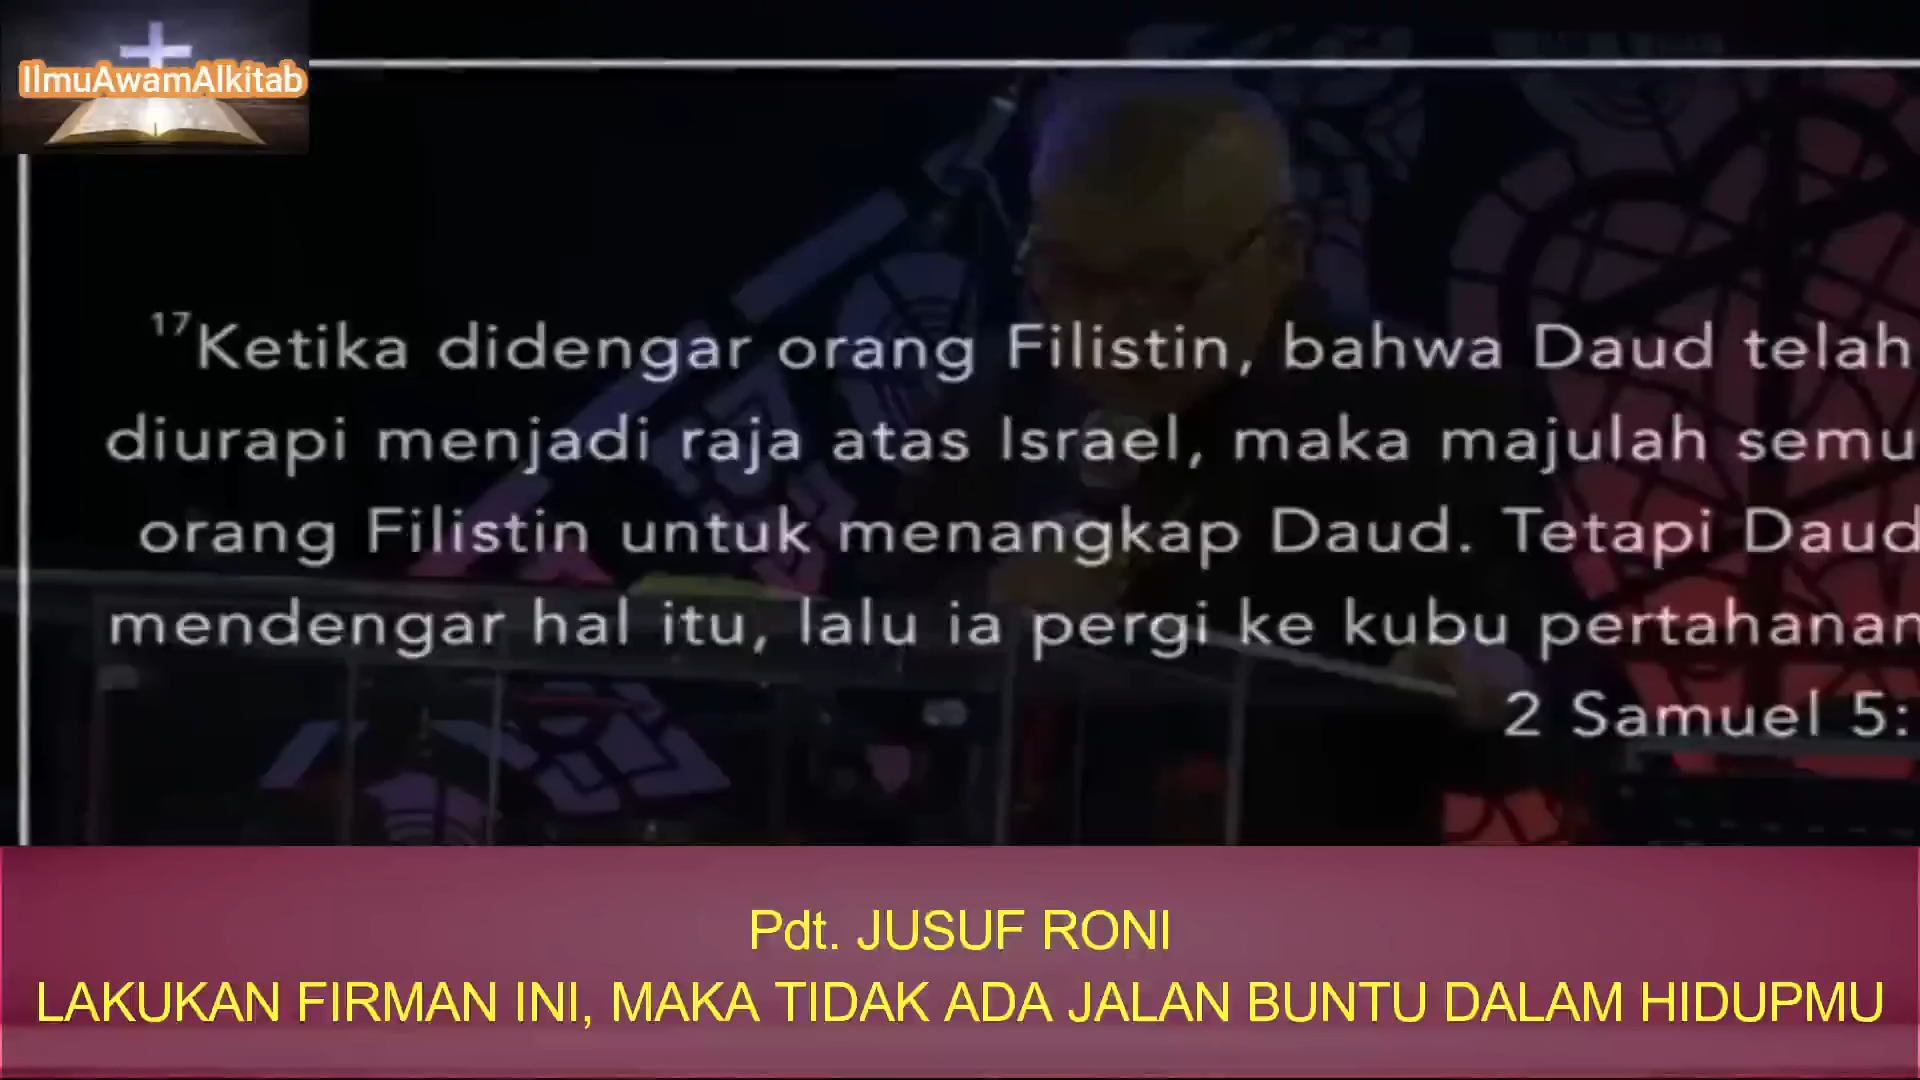 IlmuAwamAlkitab
17Ketika didengar orang Filistin, bahwa Daud telah
diurapi menjadi raja atas Israel, maka majulah semu
orang Filistin untuk menangkap Daud. Tetapi Daud
mendengar hal itu, lalu ia pergi ke kubu pertahanan
2 Samuel 5:
Pdt. JUSUF RONI
LAKUKAN FIRMAN INI, MAKA TIDAK ADA JALAN BUNTU DALAM HIDUPMU